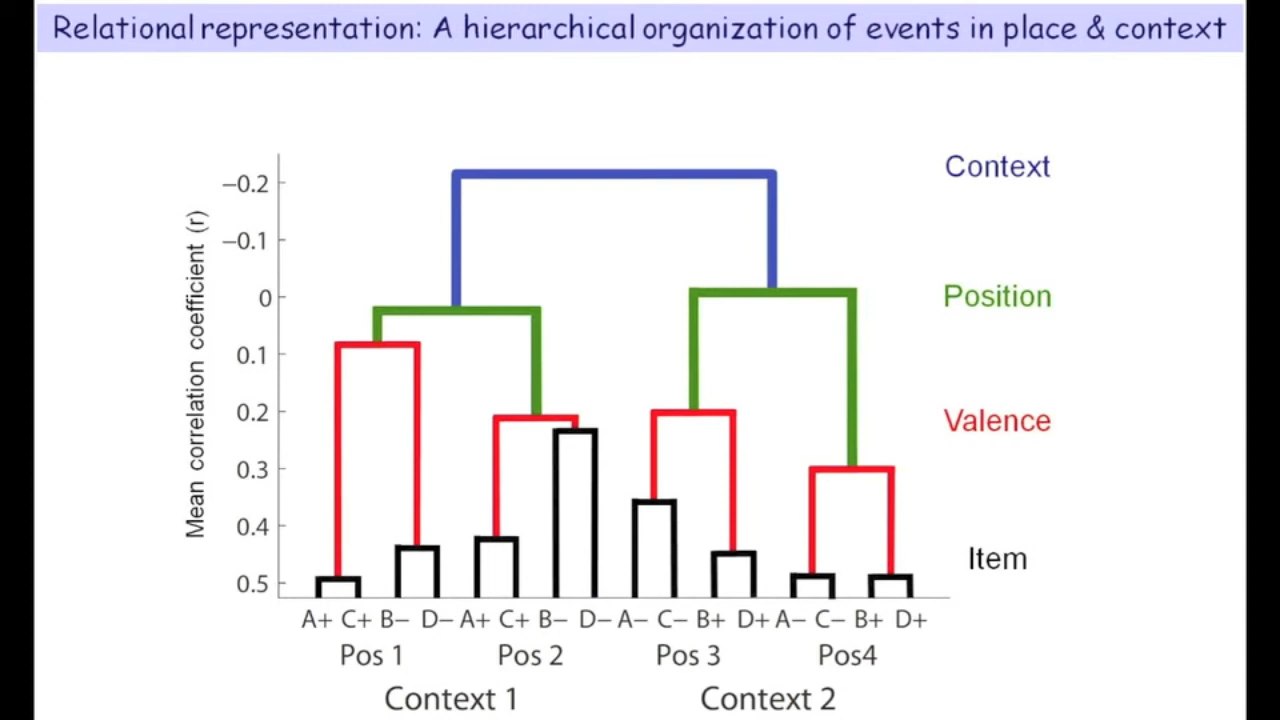 Relational representation: A hierarchical organization of events in place & context
Context
Position
Valence
Item
Mean correlation coefficient (r)
−0.2
−0.1
0
0.1
0.2
0.3
0.4
0.5
A+ C+ B− D− A+ C+ B− D− A− C− B+ D+ A− C− B+ D+
Pos 1 Pos 2 Pos 3 Pos4
Context 1 Context 2